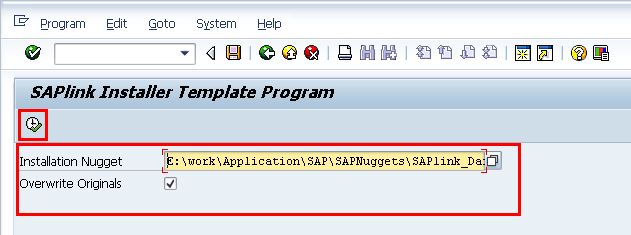 Program Edit Goto System Help
SAPlink Installer Template Program
Installation Nugget E:\work\Application\SAP\SAPNuggets\SAPlink_Da
Overwrite Originals